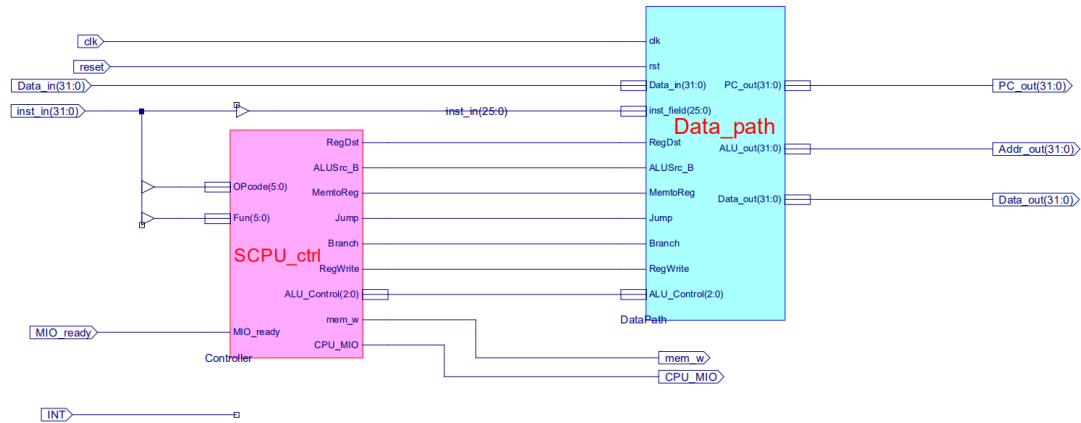 clk
reset
Data_in(31:0)
inst_in(31:0)
inst_in(25:0)
OPcode(5:0)
Fun(5:0)
SCPU_ctrl
MIO_ready
Controller
RegDst
ALUSrc_B
MemtoReg
Jump
Branch
RegWrite
ALU_Control(2:0)
mem_w
CPU_MIO
INT
clk
rst
Data_in(31:0)
inst_field(25:0)
Data_path
RegDst
ALUSrc_B
MemtoReg
Jump
Branch
RegWrite
ALU_Control(2:0)
DataPath
PC_out(31:0)
ALU_out(31:0)
Data_out(31:0)
PC_out(31:0)
Addr_out(31:0)
Data_out(31:0)
mem_w
CPU_MIO